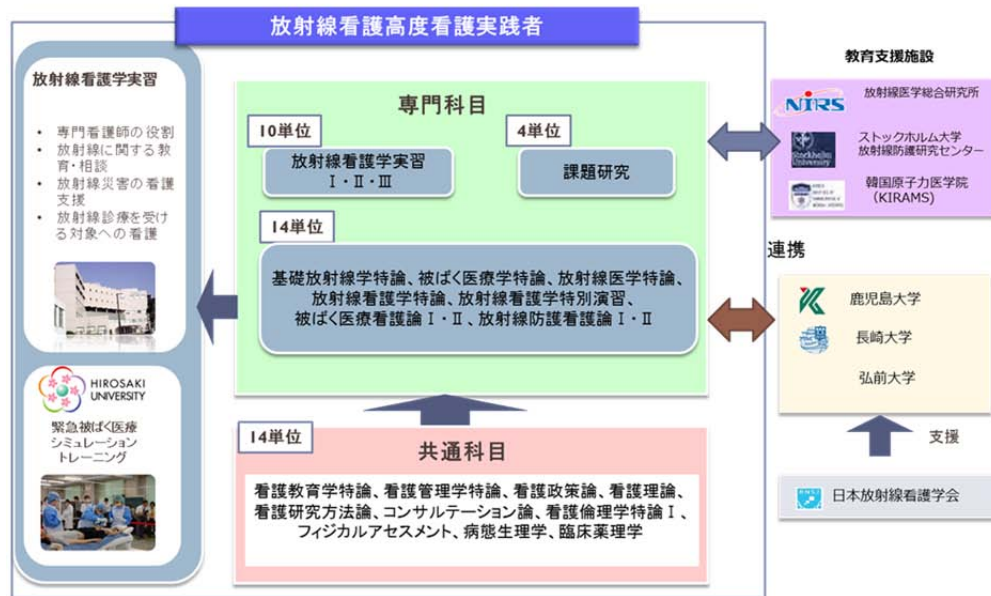 放射線看護高度看護実践者
放射線看護学実習
• 専門看護師の役割
• 放射線に関する教
育・相談
• 放射線災害の看護
支援
• 放射線診療を受け
る対象への看護
HIROSAKI
UNIVERSITY
緊急被ばく医療
シミュレーション
トレーニング
専門科目
10単位
放射線看護学実習
I・II・III
4単位
課題研究
14単位
基礎放射線学特論、被ばく医療学特論、放射線医学特論、
放射線看護学特論、放射線看護学特別演習、
被ばく医療看護論 I・II、放射線防護看護論 I・II
14単位
共通科目
看護教育学特論、看護管理学特論、看護政策論、看護理論、
看護研究方法論、コンサルテーション論、看護倫理学特論 I 、
フィジカルアセスメント、病態生理学、臨床薬理学
教育支援施設
NIRS
放射線医学総合研究所
Stockholm
University
ストックホルム大学
放射線防護研究センター
韓国原子力医学院
（KIRAMS)
連携
鹿児島大学
長崎大学
弘前大学
支援
日本放射線看護学会